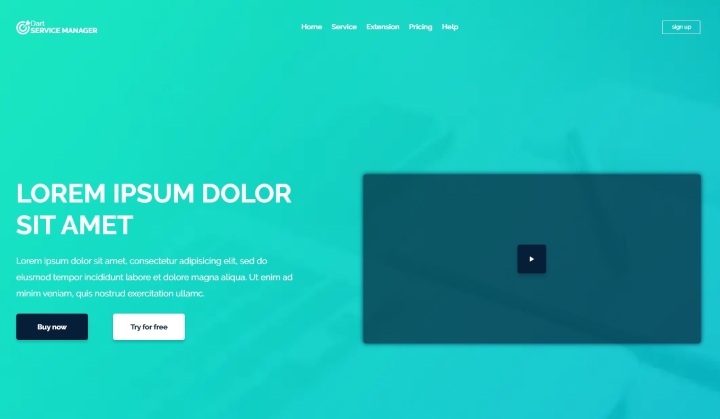 Dart
SERVICE MANAGER
Home Service Extension Pricing Help
sign up
LOREM IPSUM DOLOR
SIT AMET
Lorem ipsum dolor sit amet, consectetur adipisicing elit, sed do
eiusmod tempor incididunt labore et dolore magna aliqua. Ut enim ad
minim veniam, quis nostrud exercitation ullamc.
Buy now
Try for free